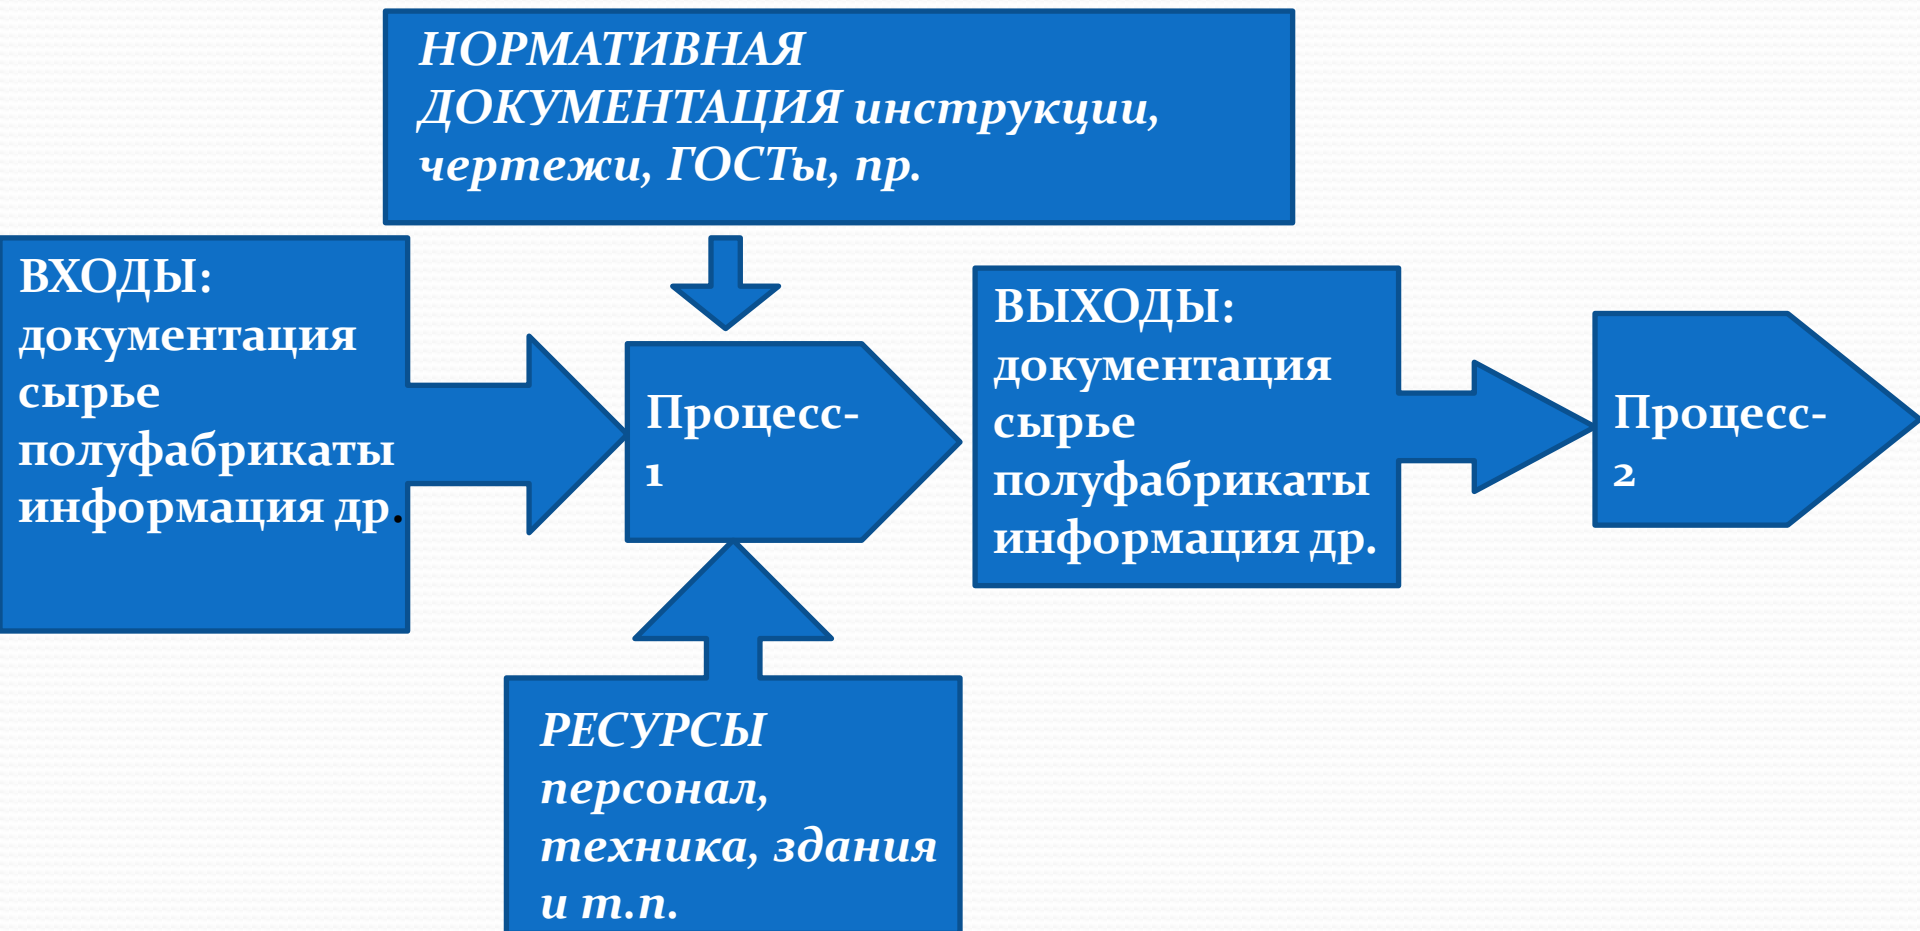 НОРМАТИВНАЯ
ДОКУМЕНТАЦИЯ инструкции,
чертежи, ГОСТы, пр.
ВХОДЫ:
документация
сырье
полуфабрикаты
информация др.
Процесс-
1
ВЫХОДЫ:
документация
сырье
полуфабрикаты
информация др.
Процесс-
2
РЕСУРСЫ
персонал,
техника, здания
и т.п.